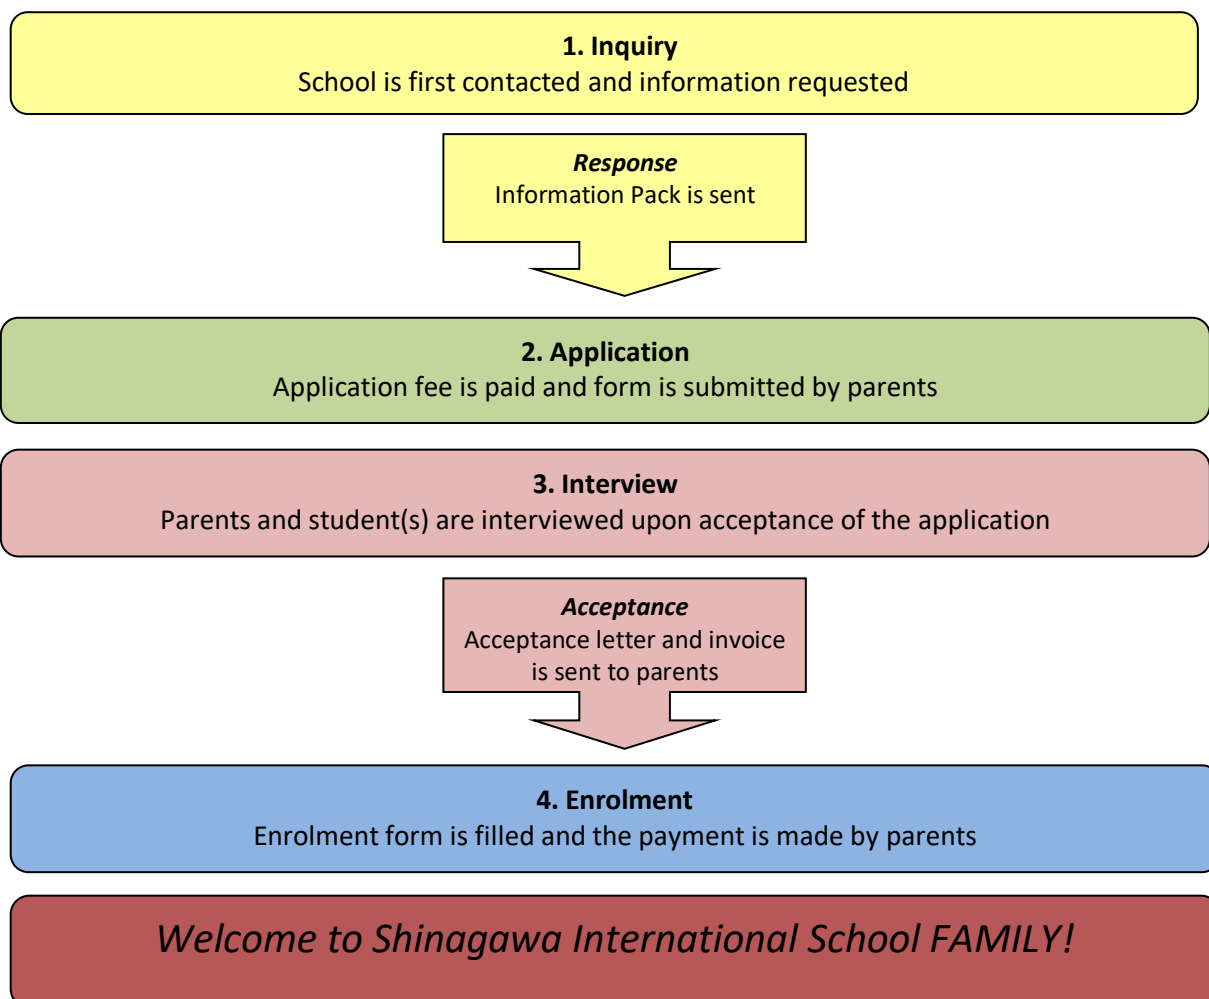 1. Inquiry
School is first contacted and information requested
Response
Information Pack is sent
2. Application
Application fee is paid and form is submitted by parents
3. Interview
Parents and student(s) are interviewed upon acceptance of the application
Acceptance
Acceptance letter and invoice
is sent to parents
4. Enrolment
Enrolment form is filled and the payment is made by parents
Welcome to Shinagawa International School FAMILY!